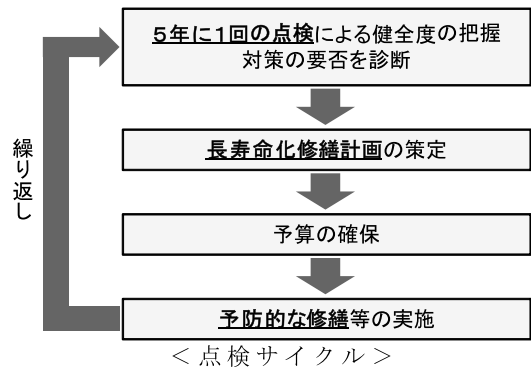 ５年に１回の点検による健全度の把握
対策の要否を診断
長寿命化修繕計画の策定
予算の確保
予防的な修繕等の実施
繰り返し
＜点検サイクル＞